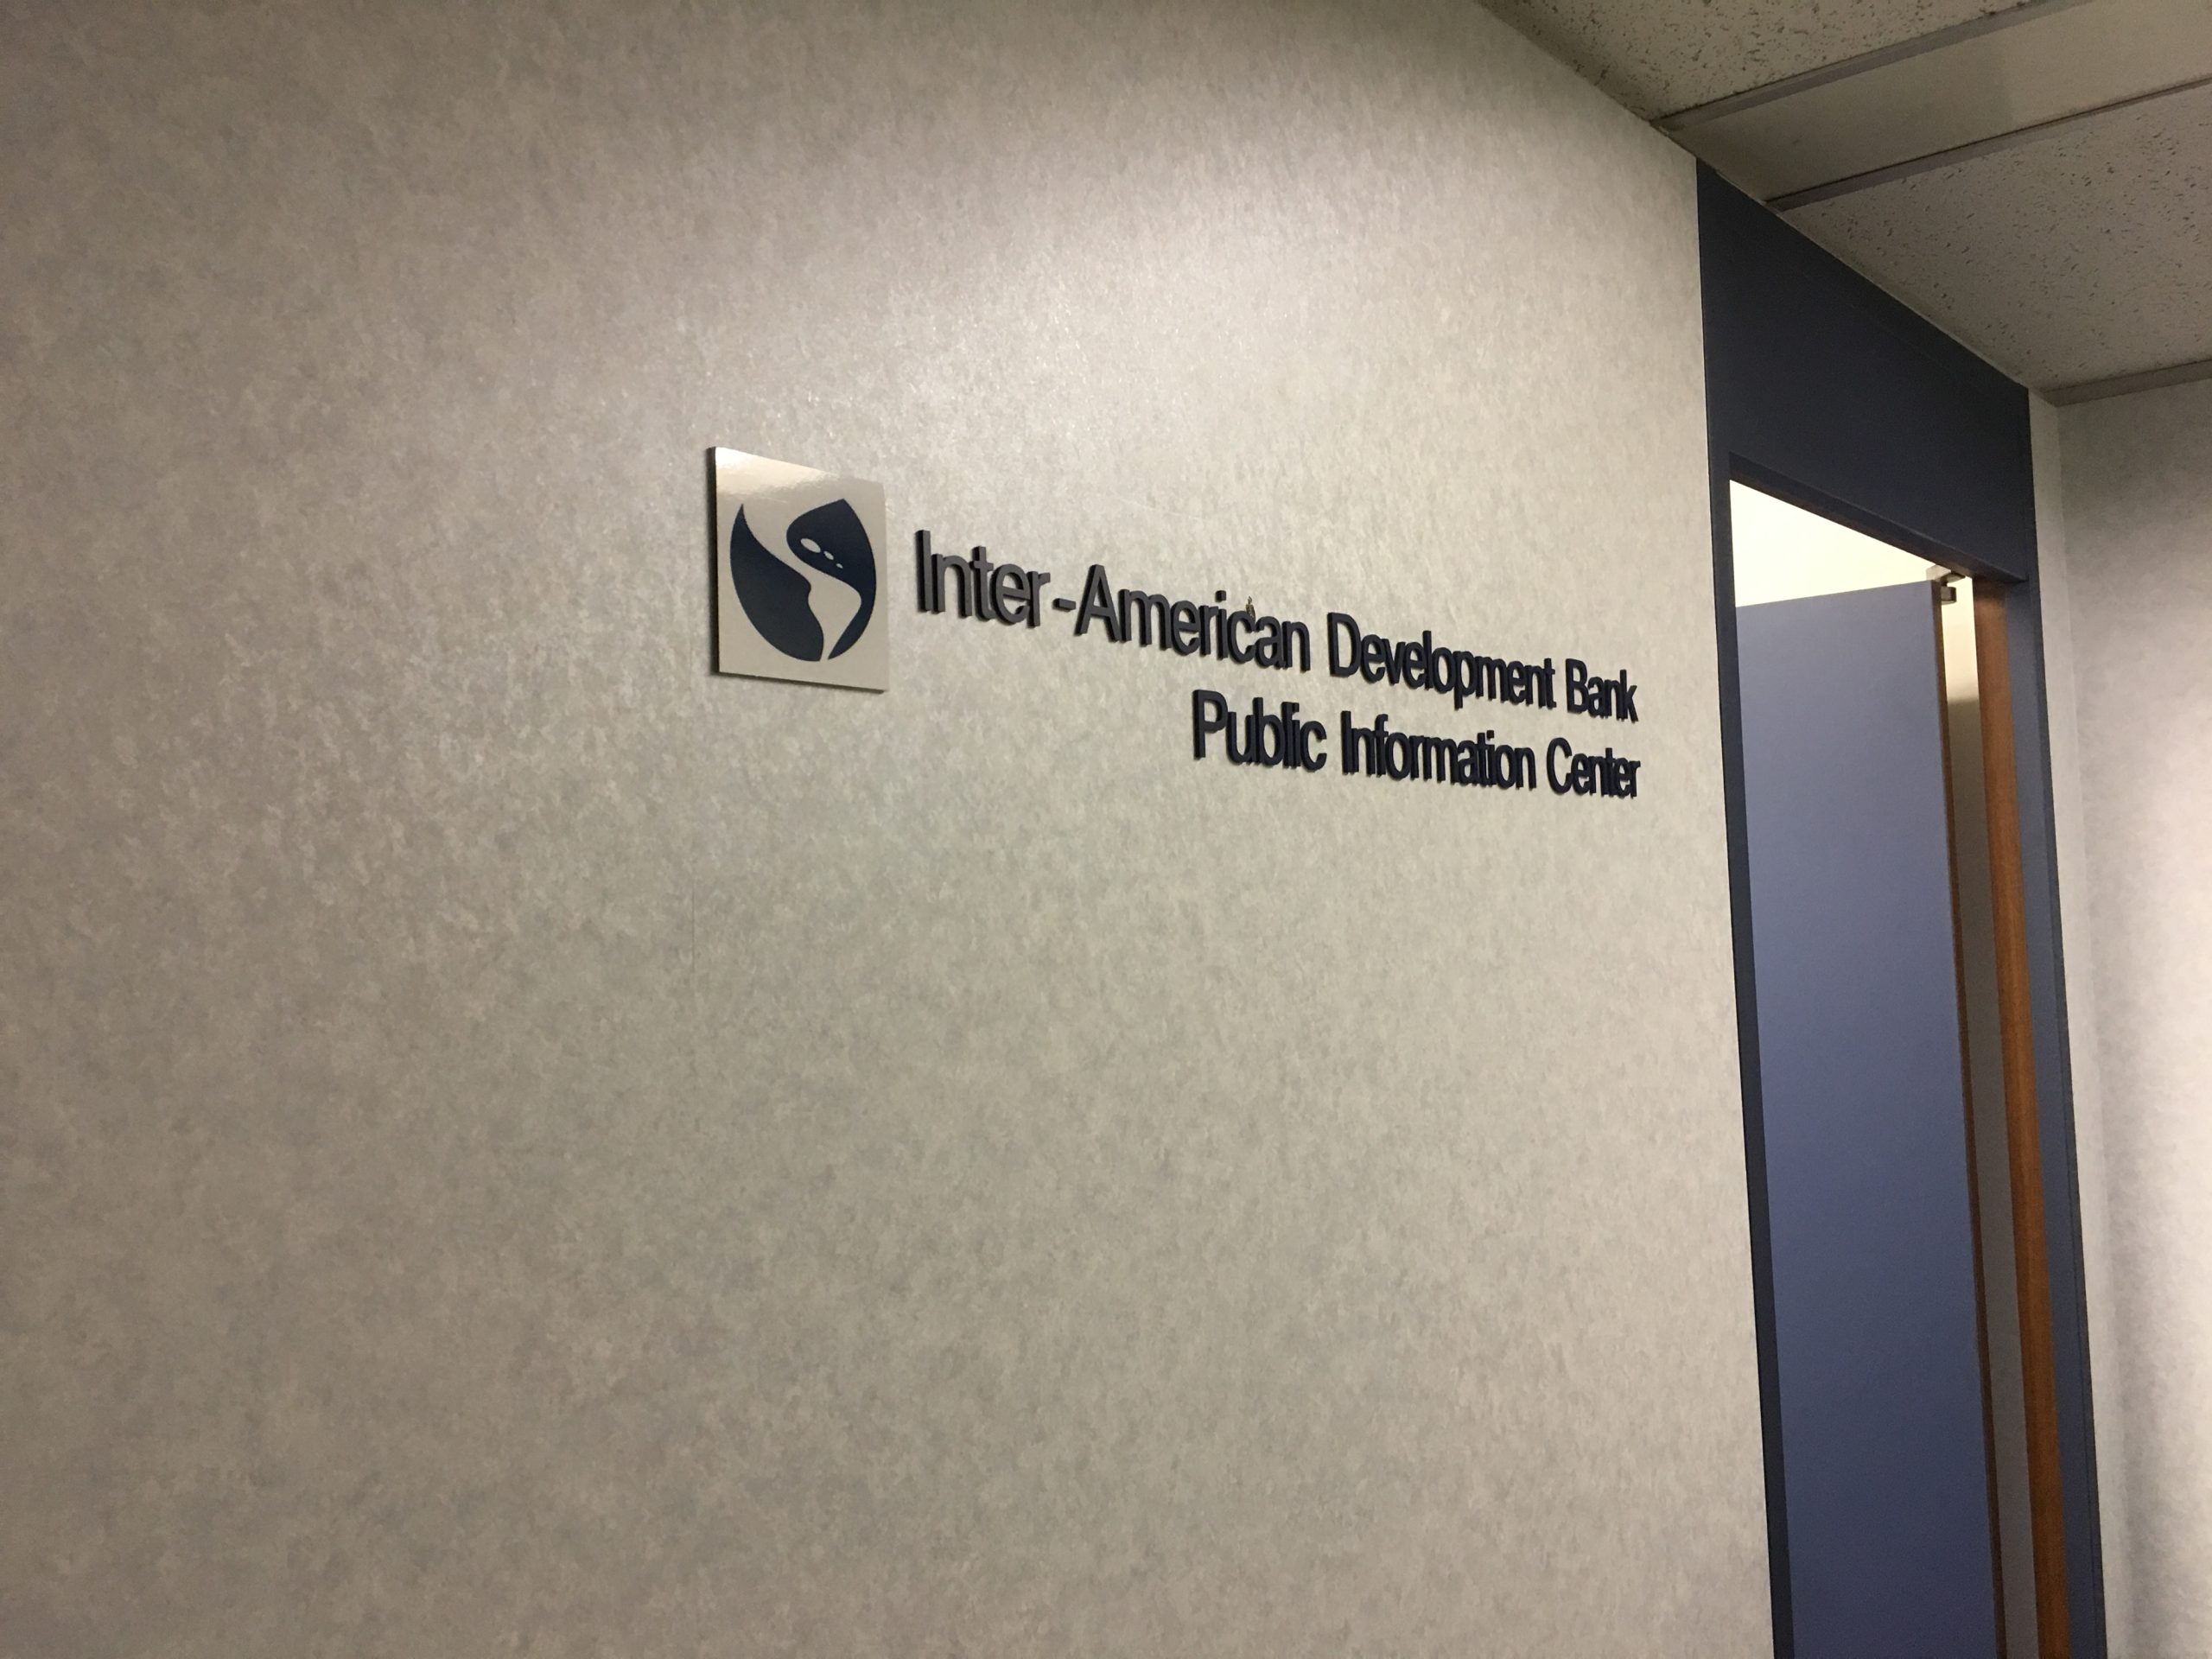 Inter-American Development Bank
Public Information Center